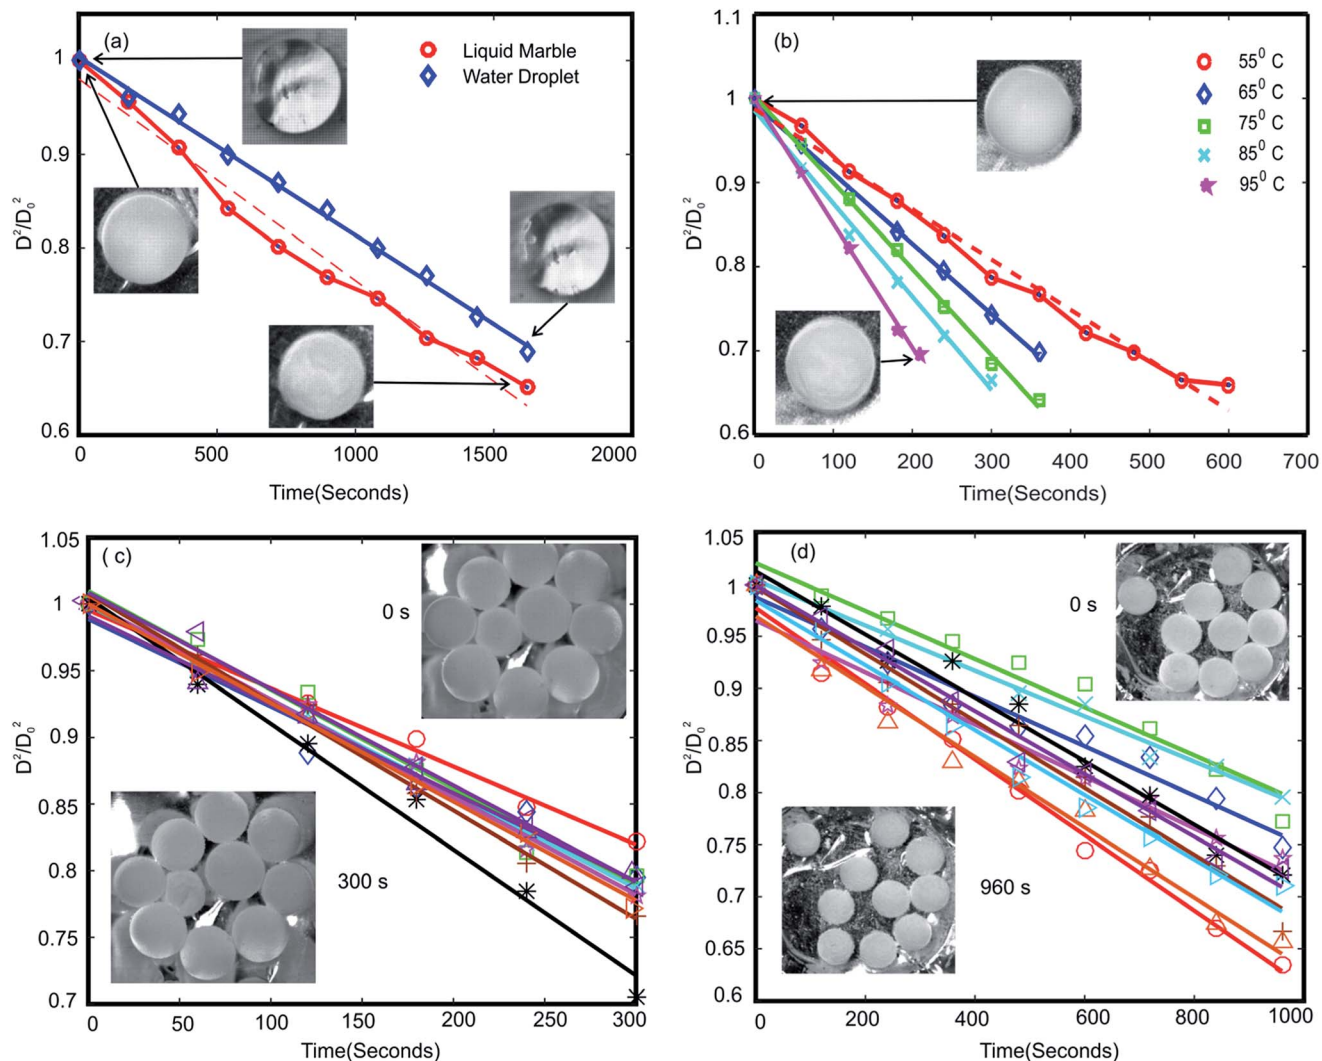 (a)
Liquid Marble
Water Droplet
1
0.9
0.8
0.7
0.6
D²/D₀²
0
500
1000
1500
2000
Time(Seconds)
(b)
55⁰ C
65⁰ C
75⁰ C
85⁰ C
95⁰ C
1.1
1
0.9
0.8
0.7
0.6
D²/D₀²
0
100
200
300
400
500
600
700
Time(Seconds)
( c)
0 s
300 s
1.05
1
0.95
0.9
0.85
0.8
0.75
0.7
D²/D₀²
0
50
100
150
200
250
300
Time(Seconds)
(d)
0 s
960 s
1.05
1
0.95
0.9
0.85
0.8
0.75
0.7
0.65
0.6
D²/D₀²
0
200
400
600
800
1000
Time(Seconds)